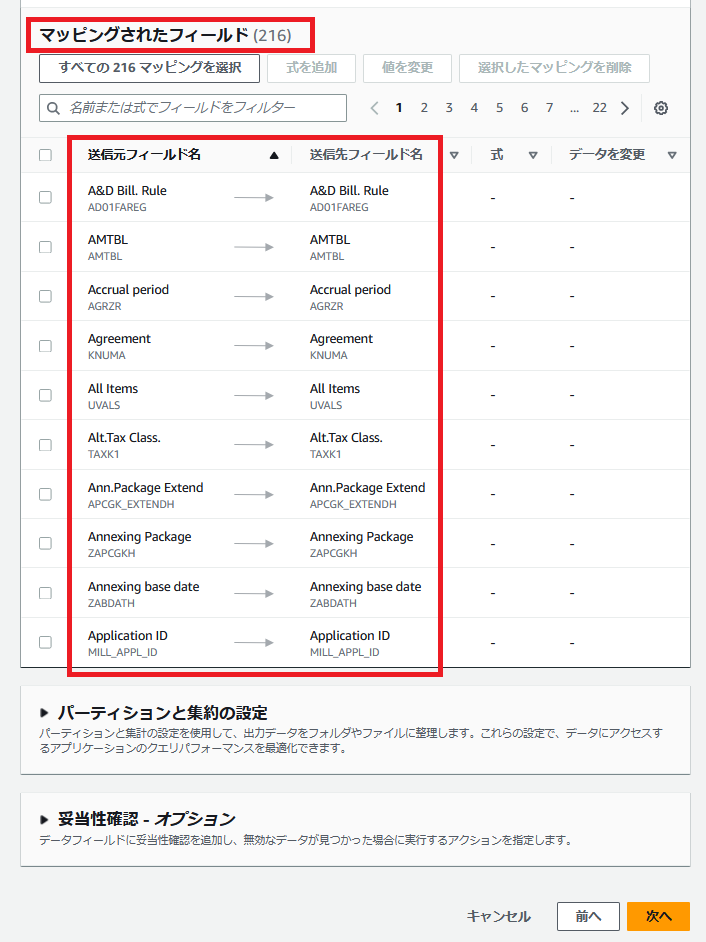 マッピングされたフィールド (216)
すべての 216 マッピングを選択 式を追加 値を変更 選択したマッピングを削除
名前または式でフィールドをフィルター 1 2 3 4 5 6 7 ... 22
送信元フィールド名 送信先フィールド名 式 データを変更
A&D Bill. Rule A&D Bill. Rule - -
AD01FAREG AD01FAREG
AMTBL AMTBL - -
AMTBL AMTBL
Accrual period Accrual period - -
AGRZR AGRZR
Agreement Agreement - -
KNUMA KNUMA
All Items All Items - -
UVALS UVALS
Alt.Tax Class. Alt.Tax Class. - -
TAXK1 TAXK1
Ann.Package Extend Ann.Package Extend - -
APCGK_EXTENDH APCGK_EXTENDH
Annexing Package Annexing Package - -
ZAPCGKH ZAPCGKH
Annexing base date Annexing base date - -
ZABDATH ZABDATH
Application ID Application ID - -
MILL_APPL_ID MILL_APPL_ID
パーティションと集約の設定
パーティションと集計の設定を使用して、出力データをフォルダやファイルに整理します。これらの設定で、データにアクセスす
るアプリケーションのクエリパフォーマンスを最適化できます。
妥当性確認 - オプション
データフィールドに妥当性確認を追加し、無効なデータが見つかった場合に実行するアクションを指定します。
キャンセル 前へ 次へ